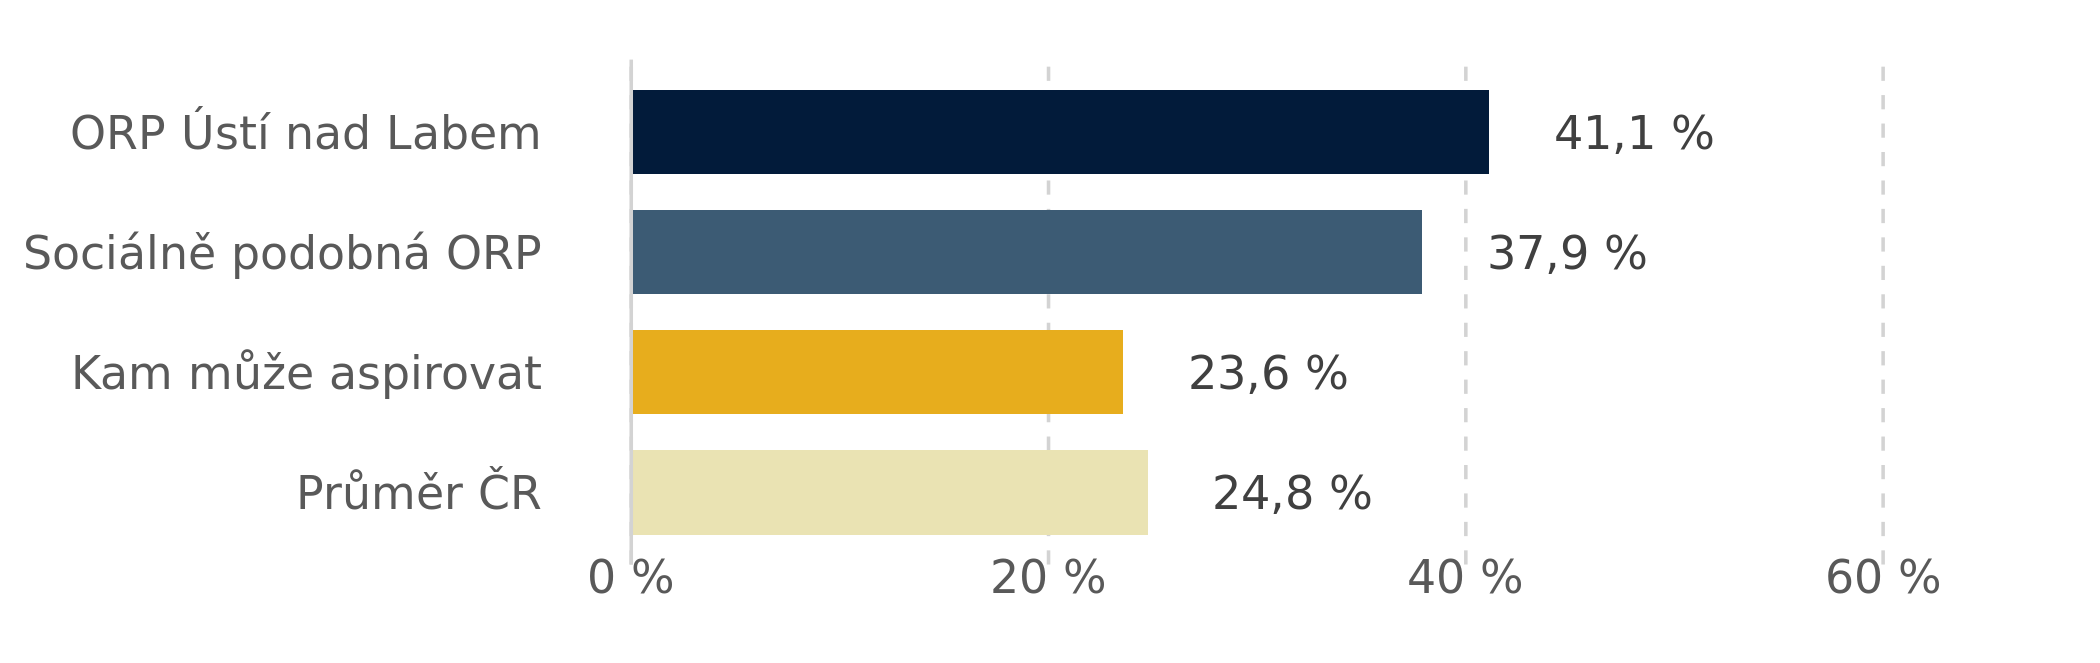 ORP Ústí nad Labem 41,1 %
Sociálně podobná ORP 37,9 %
Kam může aspirovat 23,6 %
Průměr ČR 24,8 %
0 % 20 % 40 % 60 %